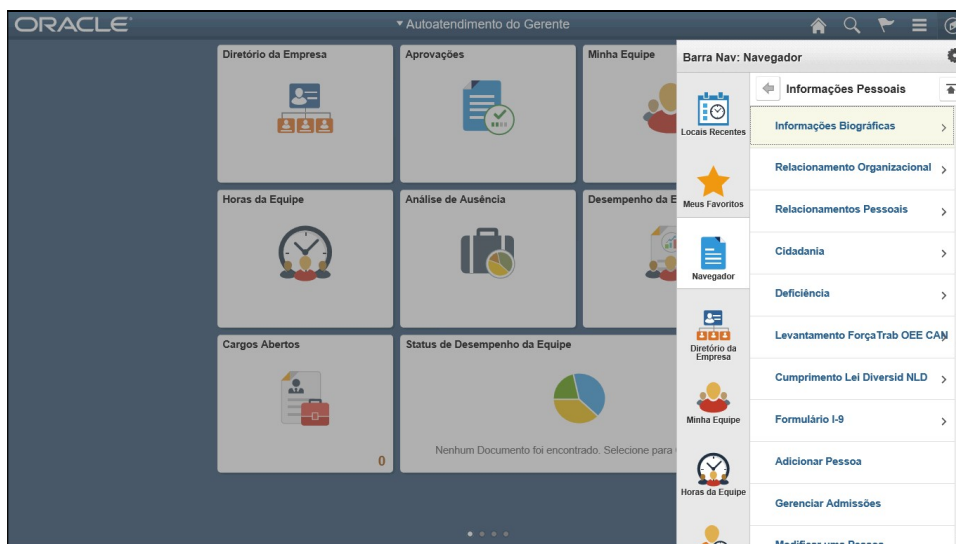 ORACLE
Autoatendimento do Gerente
Diretório da Empresa
Aprovações
Minha Equipe
Horas da Equipe
Análise de Ausência
Desempenho da E
Cargos Abertos
0
Status de Desempenho da Equipe
Nenhum Documento foi encontrado. Selecione para
Barra Nav: Navegador
Locais Recentes
Meus Favoritos
Navegador
Diretório da
Empresa
Minha Equipe
Horas da Equipe
Informações Pessoais
Informações Biográficas
Relacionamento Organizacional
Relacionamentos Pessoais
Cidadania
Deficiência
Levantamento ForçaTrab OEE CAN
Cumprimento Lei Diversid NLD
Formulário I-9
Adicionar Pessoa
Gerenciar Admissões
Modificar uma Pessoa